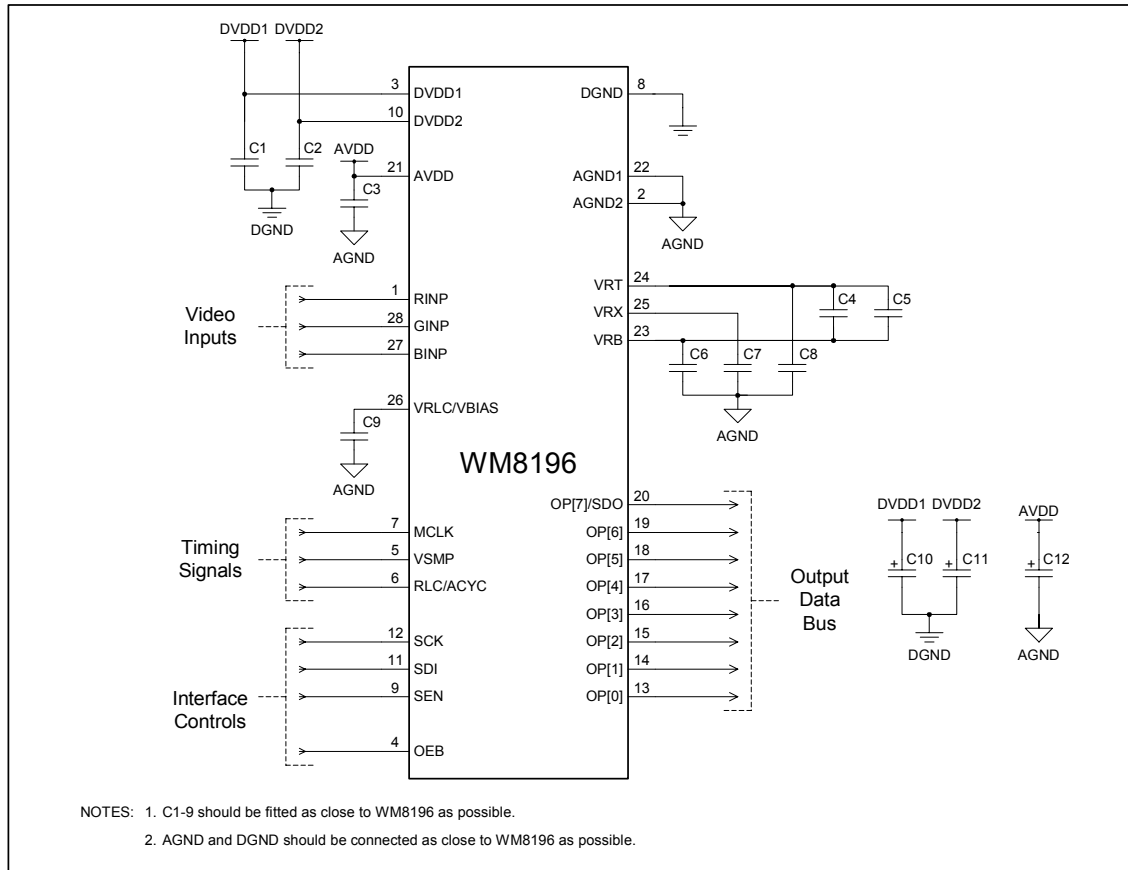 DVDD1 DVDD2
3 DVDD1
10 DVDD2
C1 C2
DGND
AVDD
21 AVDD
C3
AGND
DGND 8
AGND1 22
AGND2 2
AGND
Video
Inputs
1 RINP
28 GINP
27 BINP
VRT 24
VRX 25
VRB 23
C4 C5
C6 C7 C8
AGND
26 VRLC/VBIAS
C9
AGND
WM8196
Timing
Signals
7 MCLK
5 VSMP
6 RLC/ACYC
Interface
Controls
12 SCK
11 SDI
9 SEN
4 OEB
OP[7]/SDO 20
OP[6] 19
OP[5] 18
OP[4] 17
OP[3] 16
OP[2] 15
OP[1] 14
OP[0] 13
Output
Data
Bus
DVDD1 DVDD2 AVDD
+ C10 + C11 + C12
DGND AGND
NOTES: 1. C1-9 should be fitted as close to WM8196 as possible.
2. AGND and DGND should be connected as close to WM8196 as possible.